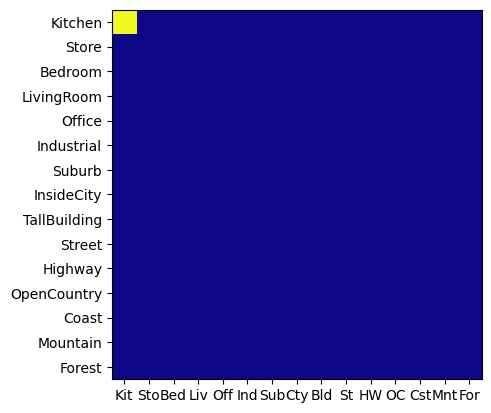 Kitchen
Store
Bedroom
LivingRoom
Office
Industrial
Suburb
InsideCity
TallBuilding
Street
Highway
OpenCountry
Coast
Mountain
Forest
Kit Sto Bed Liv Off Ind Sub Cty Bld St HW OC Cst Mnt For